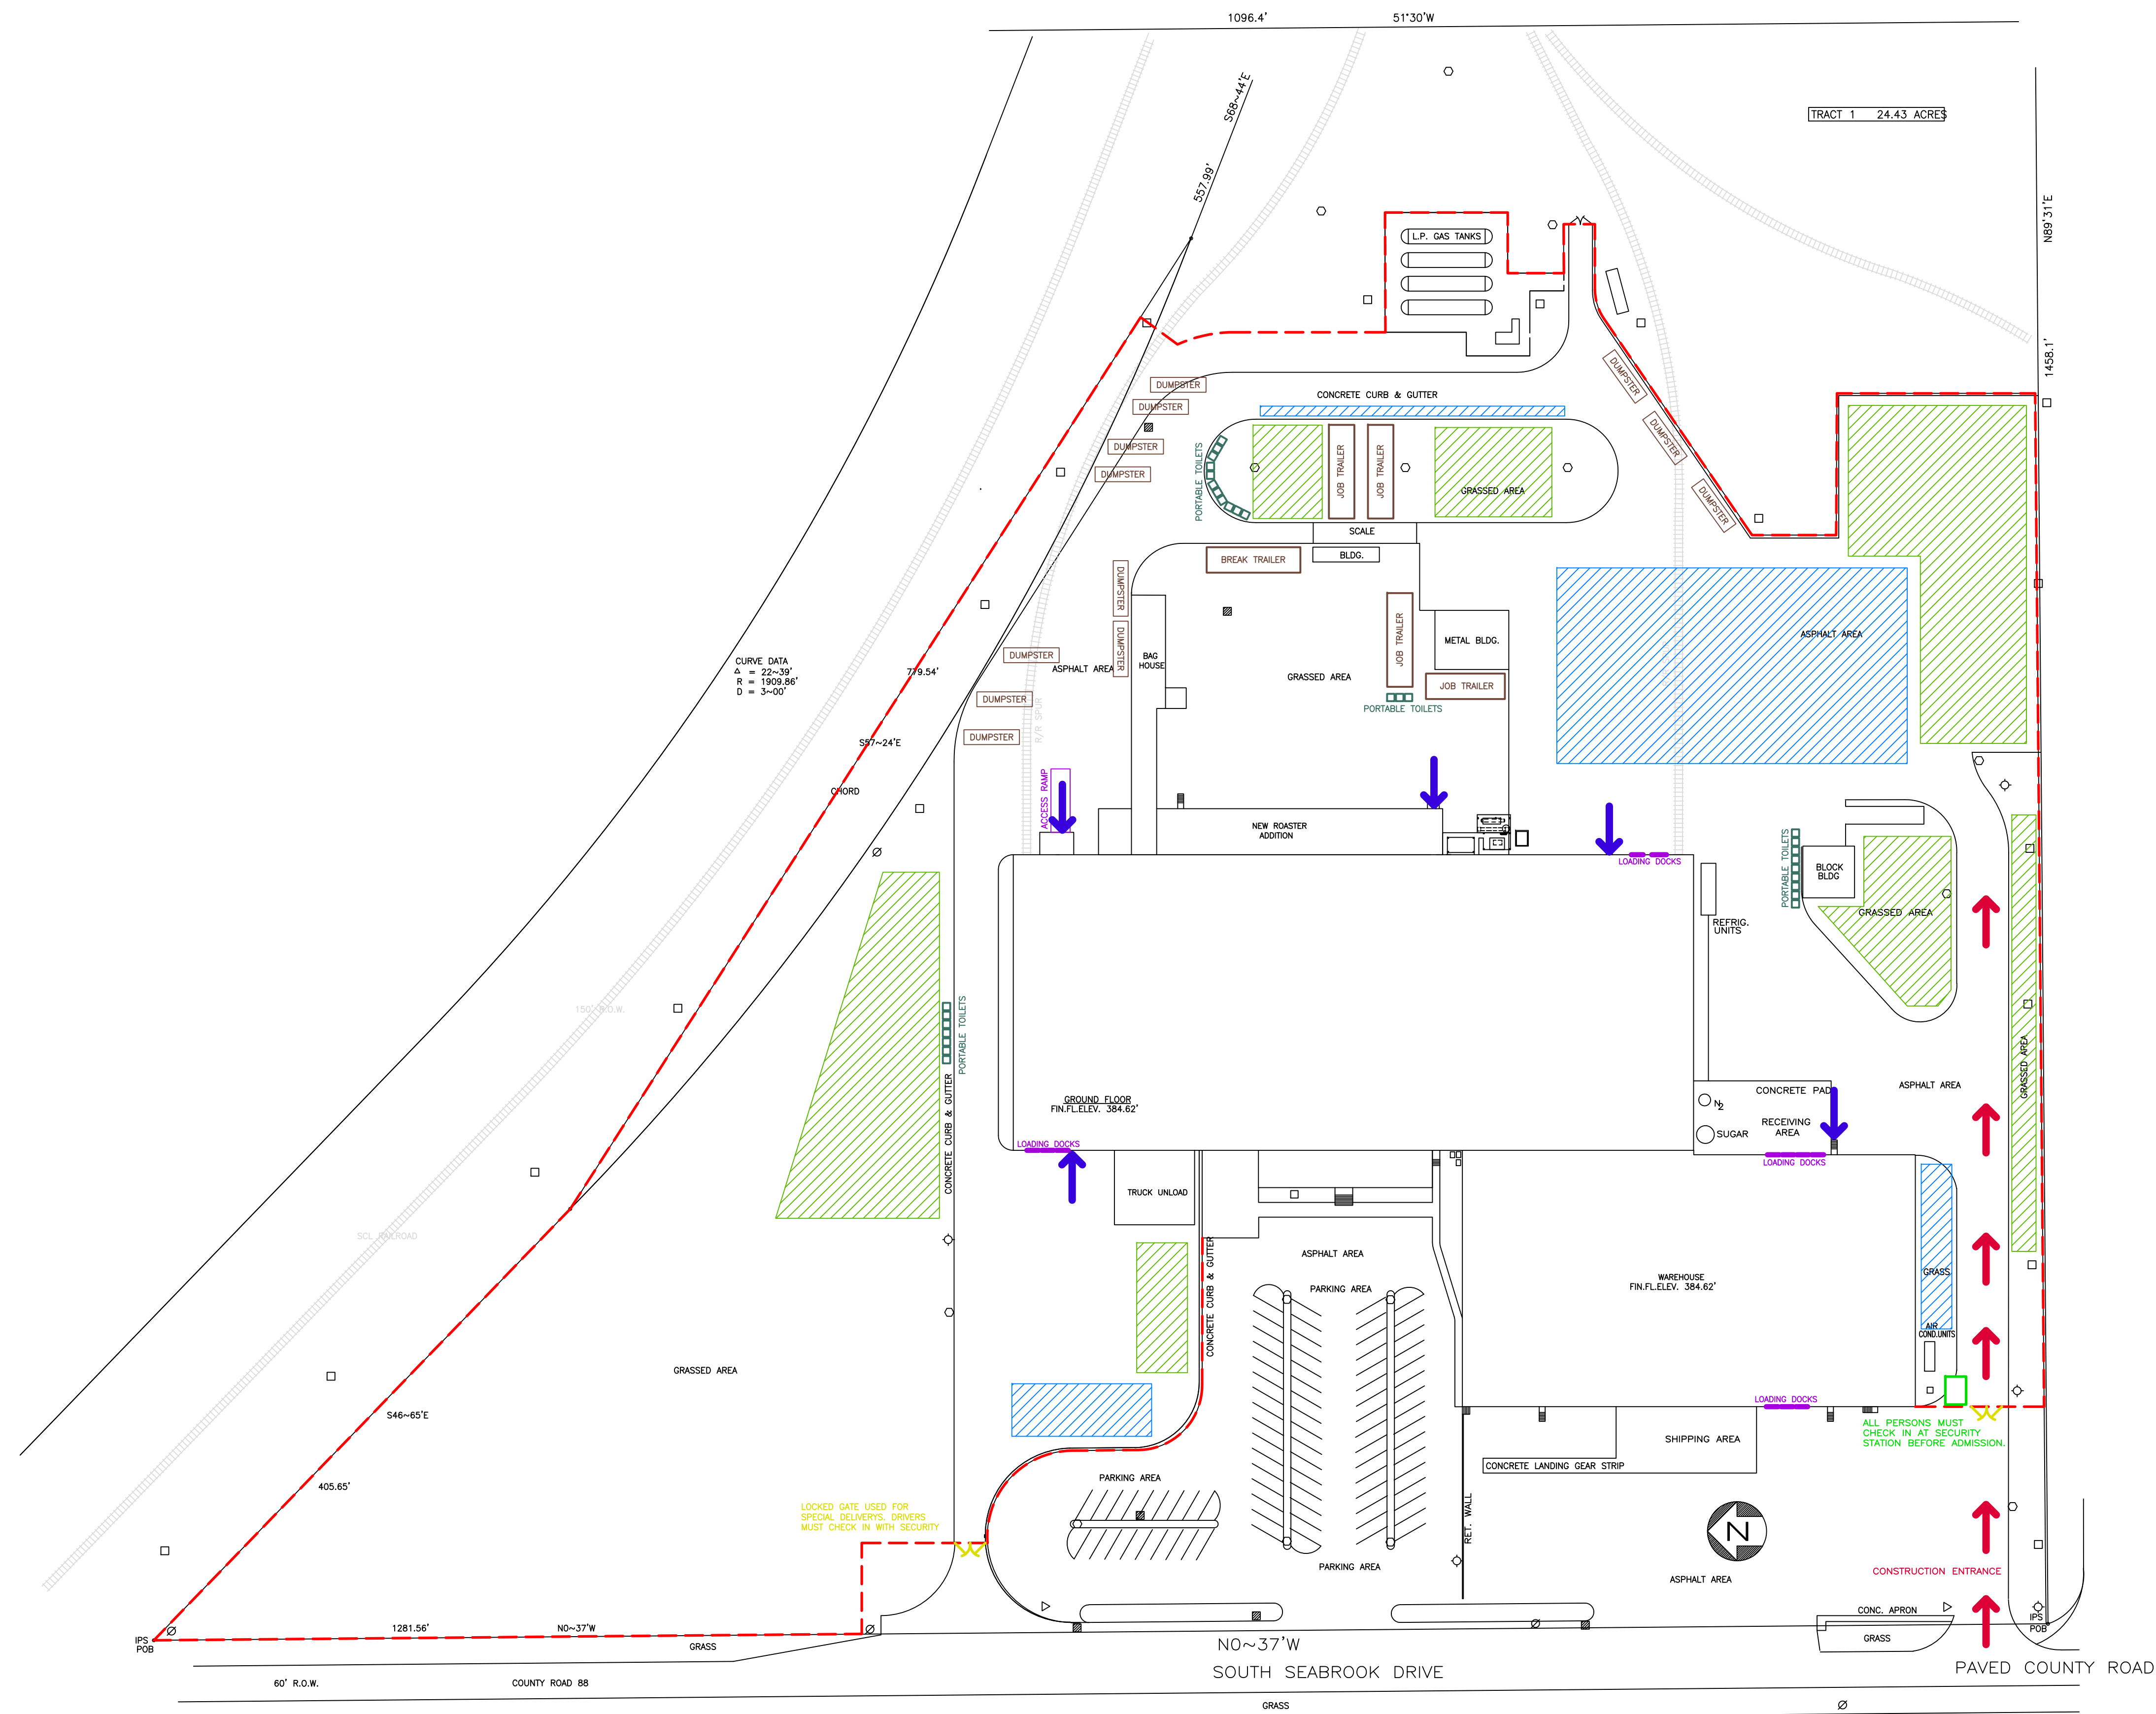 1096.4'
51°30'W
S68~44'E
TRACT 1 24.43 ACRES
557.99'
N89°31'E
L.P. GAS TANKS
1458.1'
DUMPSTER
DUMPSTER
CONCRETE CURB & GUTTER
DUMPSTER
DUMPSTER
DUMPSTER
DUMPSTER
DUMPSTER
PORTABLE TOILETS
JOB TRAILER
JOB TRAILER
GRASSED AREA
SCALE
BREAK TRAILER
BLDG.
DUMPSTER
DUMPSTER
ASPHALT AREA
METAL BLDG.
JOB TRAILER
DUMPSTER
ASPHALT AREA
BAG
HOUSE
GRASSED AREA
JOB TRAILER
CURVE DATA
Δ = 22~39'
R = 1909.86'
D = 3~00'
779.54'
DUMPSTER
PORTABLE TOILETS
R/R SPUR
DUMPSTER
S57~24'E
CHORD
ACCESS RAMP
NEW ROASTER
ADDITION
LOADING DOCKS
PORTABLE TOILETS
BLOCK
BLDG
GRASSED AREA
REFRIG.
UNITS
150' R.O.W.
PORTABLE TOILETS
GRASSED AREA
ASPHALT AREA
CONCRETE PAD
GROUND FLOOR
FIN.FL.ELEV. 384.62'
N2
RECEIVING
AREA
SUGAR
CONCRETE CURB & GUTTER
LOADING DOCKS
LOADING DOCKS
TRUCK UNLOAD
SCL RAILROAD
ASPHALT AREA
CONCRETE CURB & GUTTER
PARKING AREA
WAREHOUSE
FIN.FL.ELEV. 384.62'
GRASS
AIR
COND.UNITS
GRASSED AREA
LOADING DOCKS
S46~65'E
ALL PERSONS MUST
CHECK IN AT SECURITY
STATION BEFORE ADMISSION.
SHIPPING AREA
CONCRETE LANDING GEAR STRIP
PARKING AREA
405.65'
LOCKED GATE USED FOR
SPECIAL DELIVERYS. DRIVERS
MUST CHECK IN WITH SECURITY
RET. WALL
N
PARKING AREA
ASPHALT AREA
CONSTRUCTION ENTRANCE
CONC. APRON
IPS
POB
1281.56'
N0~37'W
GRASS
N0~37'W
GRASS
IPS
POB
SOUTH SEABROOK DRIVE
PAVED COUNTY ROAD
60' R.O.W.
COUNTY ROAD 88
GRASS